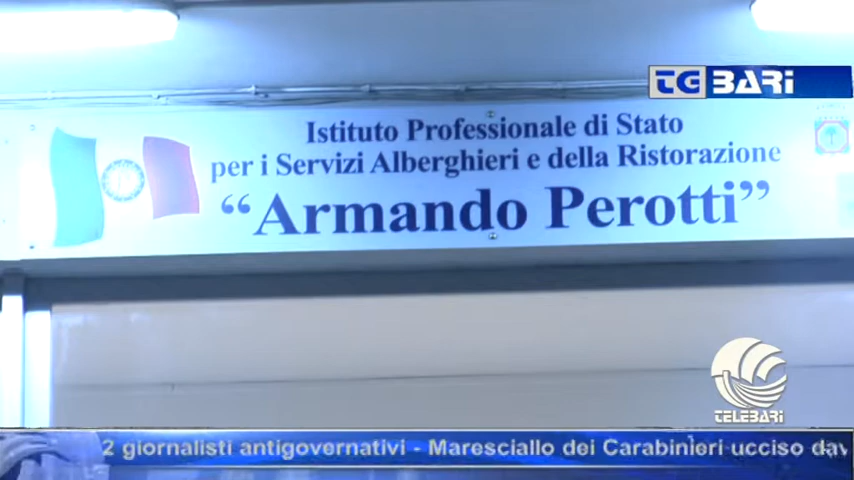 TG BARI
Istituto Professionale di Stato
per i Servizi Alberghieri e della Ristorazione
“Armando Perotti”
TELEBARI
2 giornalisti antigovernativi - Maresciallo dei Carabinieri ucciso dav